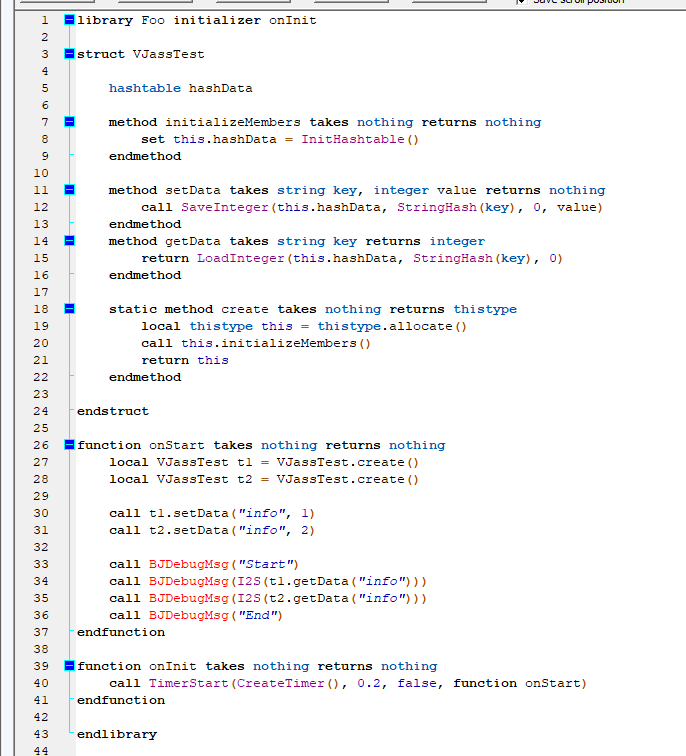 Save scroll position
1 library Foo initializer onInit
2
3 struct VJassTest
4
5 hashtable hashData
6
7 method initializeMembers takes nothing returns nothing
8 set this.hashData = InitHashtable()
9 endmethod
10
11 method setData takes string key, integer value returns nothing
12 call SaveInteger(this.hashData, StringHash(key), 0, value)
13 endmethod
14 method getData takes string key returns integer
15 return LoadInteger(this.hashData, StringHash(key), 0)
16 endmethod
17
18 static method create takes nothing returns thistype
19 local thistype this = thistype.allocate()
20 call this.initializeMembers()
21 return this
22 endmethod
23
24 endstruct
25
26 function onStart takes nothing returns nothing
27 local VJassTest t1 = VJassTest.create()
28 local VJassTest t2 = VJassTest.create()
29
30 call t1.setData("info", 1)
31 call t2.setData("info", 2)
32
33 call BJDebugMsg("Start")
34 call BJDebugMsg(I2S(t1.getData("info")))
35 call BJDebugMsg(I2S(t2.getData("info")))
36 call BJDebugMsg("End")
37 endfunction
38
39 function onInit takes nothing returns nothing
40 call TimerStart(CreateTimer(), 0.2, false, function onStart)
41 endfunction
42
43 endlibrary
44